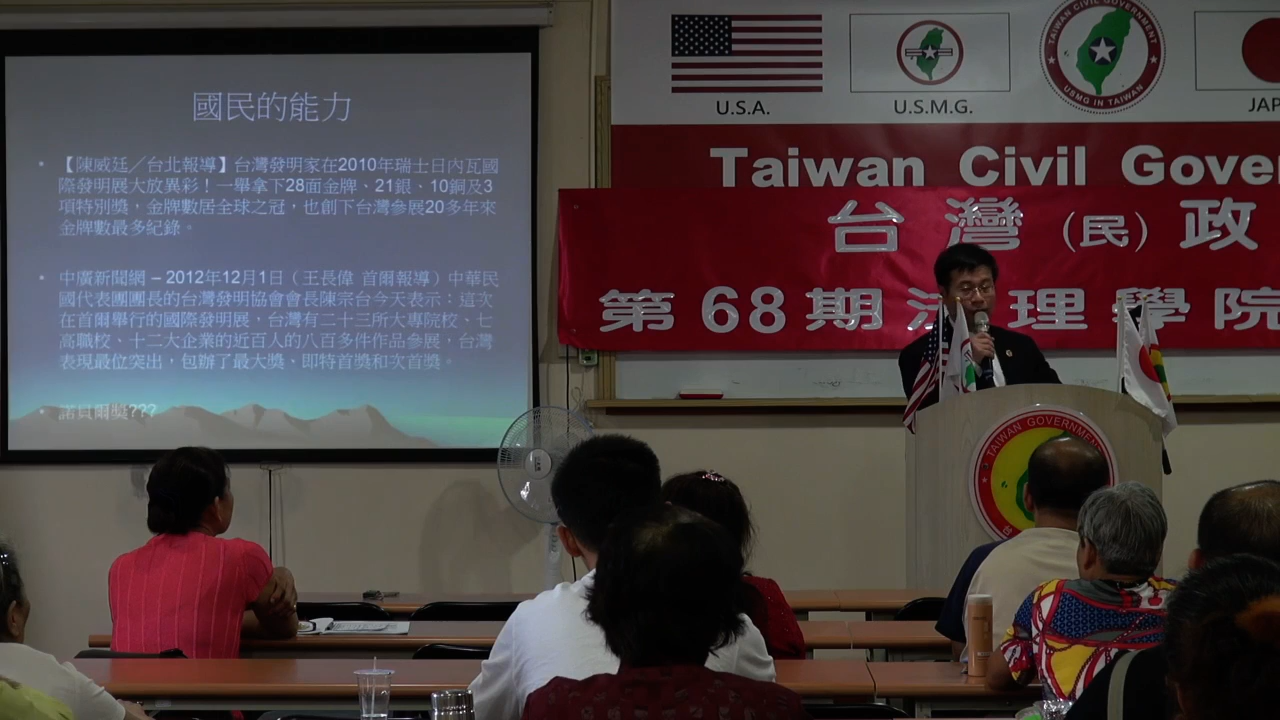 國民的能力
• 【陳威廷／台北報導】台灣發明家在2010年瑞士日內瓦國
際發明展大放異彩！一舉拿下28面金牌、21銀、10銅及3
項特別獎，金牌數居全球之冠，也創下台灣參展20多年來
金牌數最多紀錄。
• 中廣新聞網 – 2012年12月1日（王長偉 首爾報導）中華民
國代表團團長的台灣發明協會會長陳宗台今天表示：這次
在首爾舉行的國際發明展，台灣有二十三所大專院校、七
高職校、十二大企業的近百人的八百多件作品參展，台灣
表現最位突出，包辦了最大獎、即特首獎和次首獎。
• 諾貝爾獎???
U.S.A.
U.S.M.G.
TAIWAN CIVIL GOVERNMENT
USMG IN TAIWAN
JAP
Taiwan Civil Gover
台灣（民）政
第68期法理學院
TAIWAN GOVERNMENT